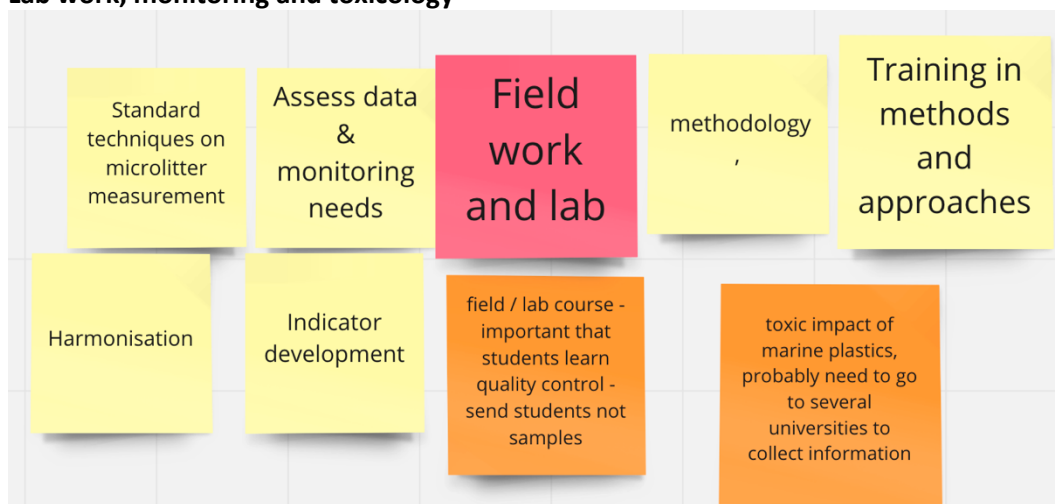 Lab work, monitoring and toxicology
Standard
techniques on
microlitter
measurement
Assess data
&
monitoring
needs
Field
work
and lab
methodology
,
Training in
methods
and
approaches
Harmonisation
Indicator
development
field / lab course -
important that
students learn
quality control -
send students not
samples
toxic impact of
marine plastics,
probably need to go
to several
universities to
collect information